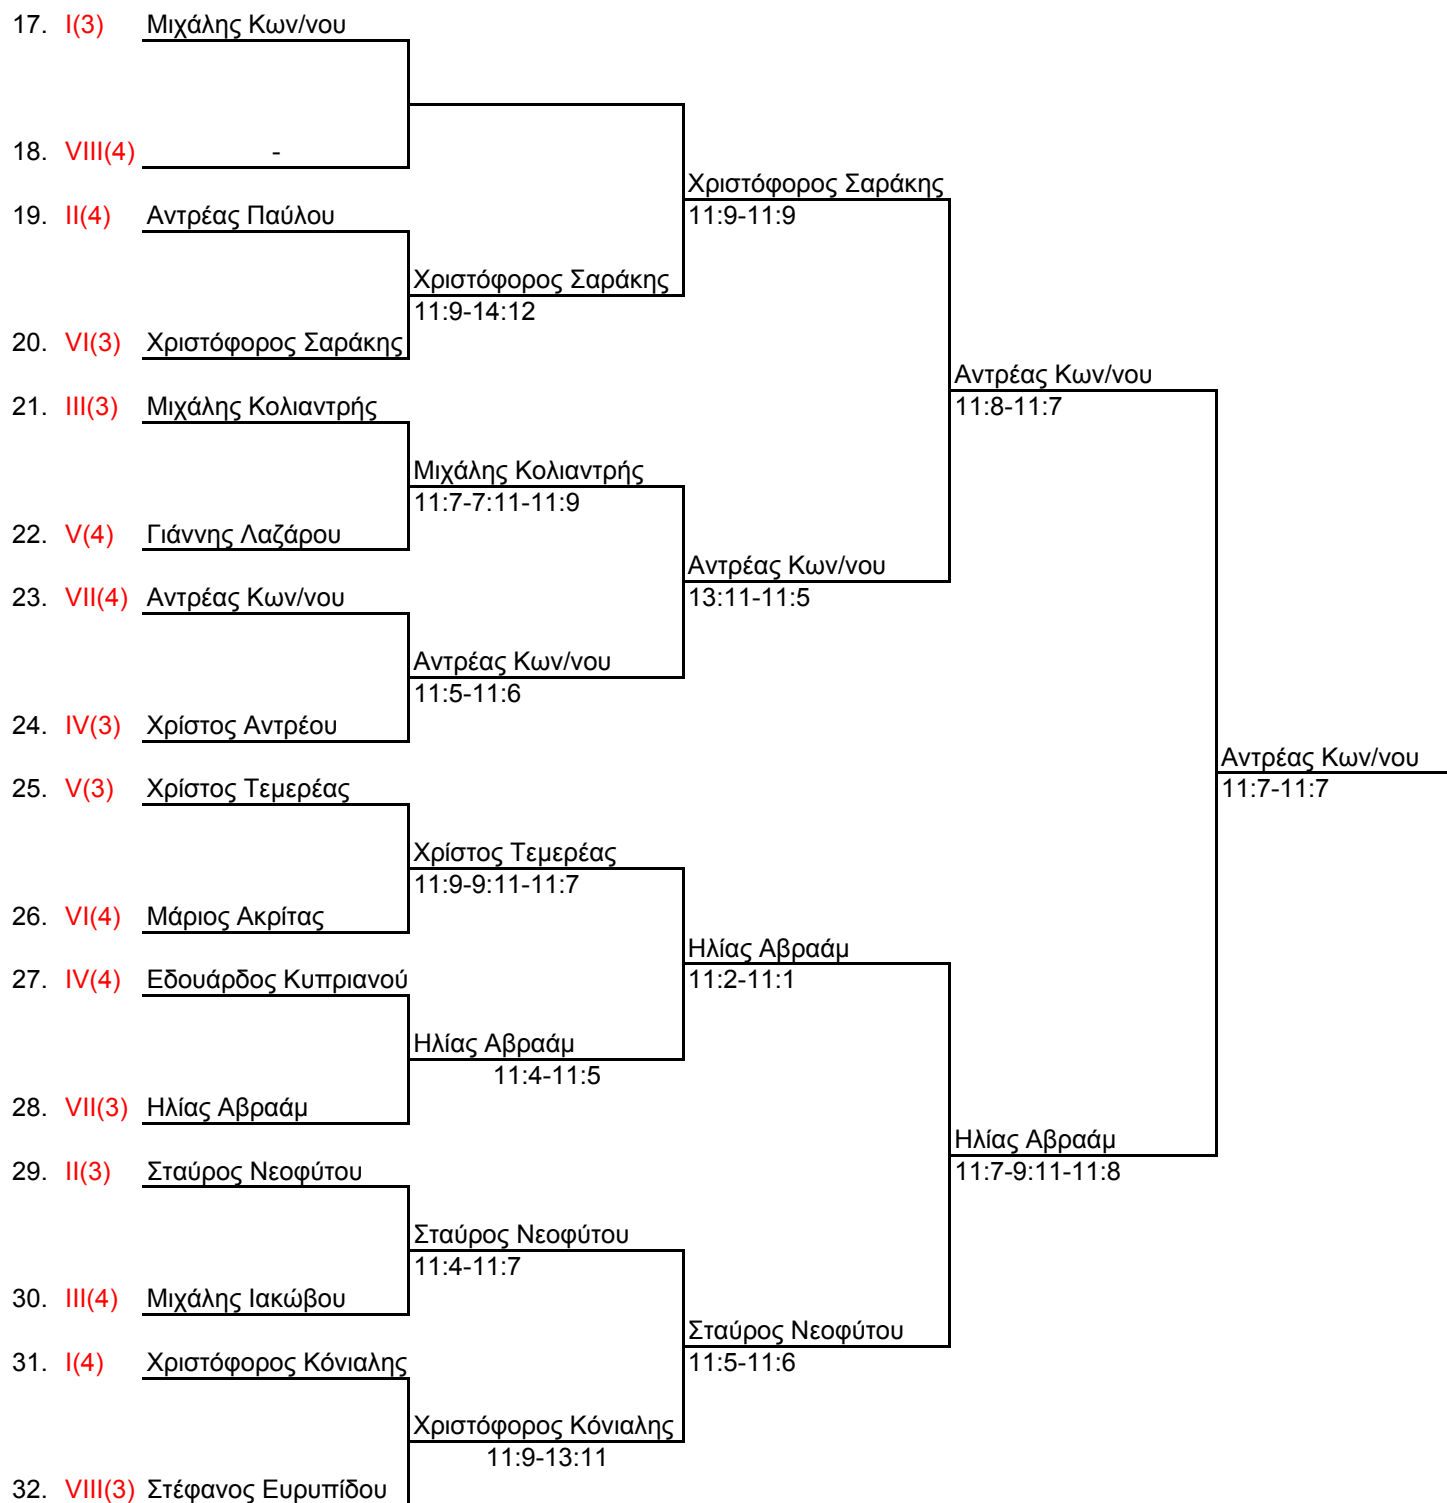 17. I(3) Μιχάλης Κων/νου
18. VIII(4) -
Χριστόφορος Σαράκης
19. II(4) Αντρέας Παύλου
11:9-11:9
Χριστόφορος Σαράκης
11:9-14:12
20. VI(3) Χριστόφορος Σαράκης
Αντρέας Κων/νου
21. III(3) Μιχάλης Κολιαντρής
11:8-11:7
Μιχάλης Κολιαντρής
11:7-7:11-11:9
22. V(4) Γιάννης Λαζάρου
Αντρέας Κων/νου
23. VII(4) Αντρέας Κων/νου
13:11-11:5
Αντρέας Κων/νου
11:5-11:6
24. IV(3) Χρίστος Αντρέου
Αντρέας Κων/νου
25. V(3) Χρίστος Τεμερέας
11:7-11:7
Χρίστος Τεμερέας
11:9-9:11-11:7
26. VI(4) Μάριος Ακρίτας
Ηλίας Αβραάμ
27. IV(4) Εδουάρδος Κυπριανού
11:2-11:1
Ηλίας Αβραάμ
11:4-11:5
28. VII(3) Ηλίας Αβραάμ
Ηλίας Αβραάμ
29. II(3) Σταύρος Νεοφύτου
11:7-9:11-11:8
Σταύρος Νεοφύτου
11:4-11:7
30. III(4) Μιχάλης Ιακώβου
Σταύρος Νεοφύτου
31. I(4) Χριστόφορος Κόνιαλης
11:5-11:6
Χριστόφορος Κόνιαλης
11:9-13:11
32. VIII(3) Στέφανος Ευρυπίδου